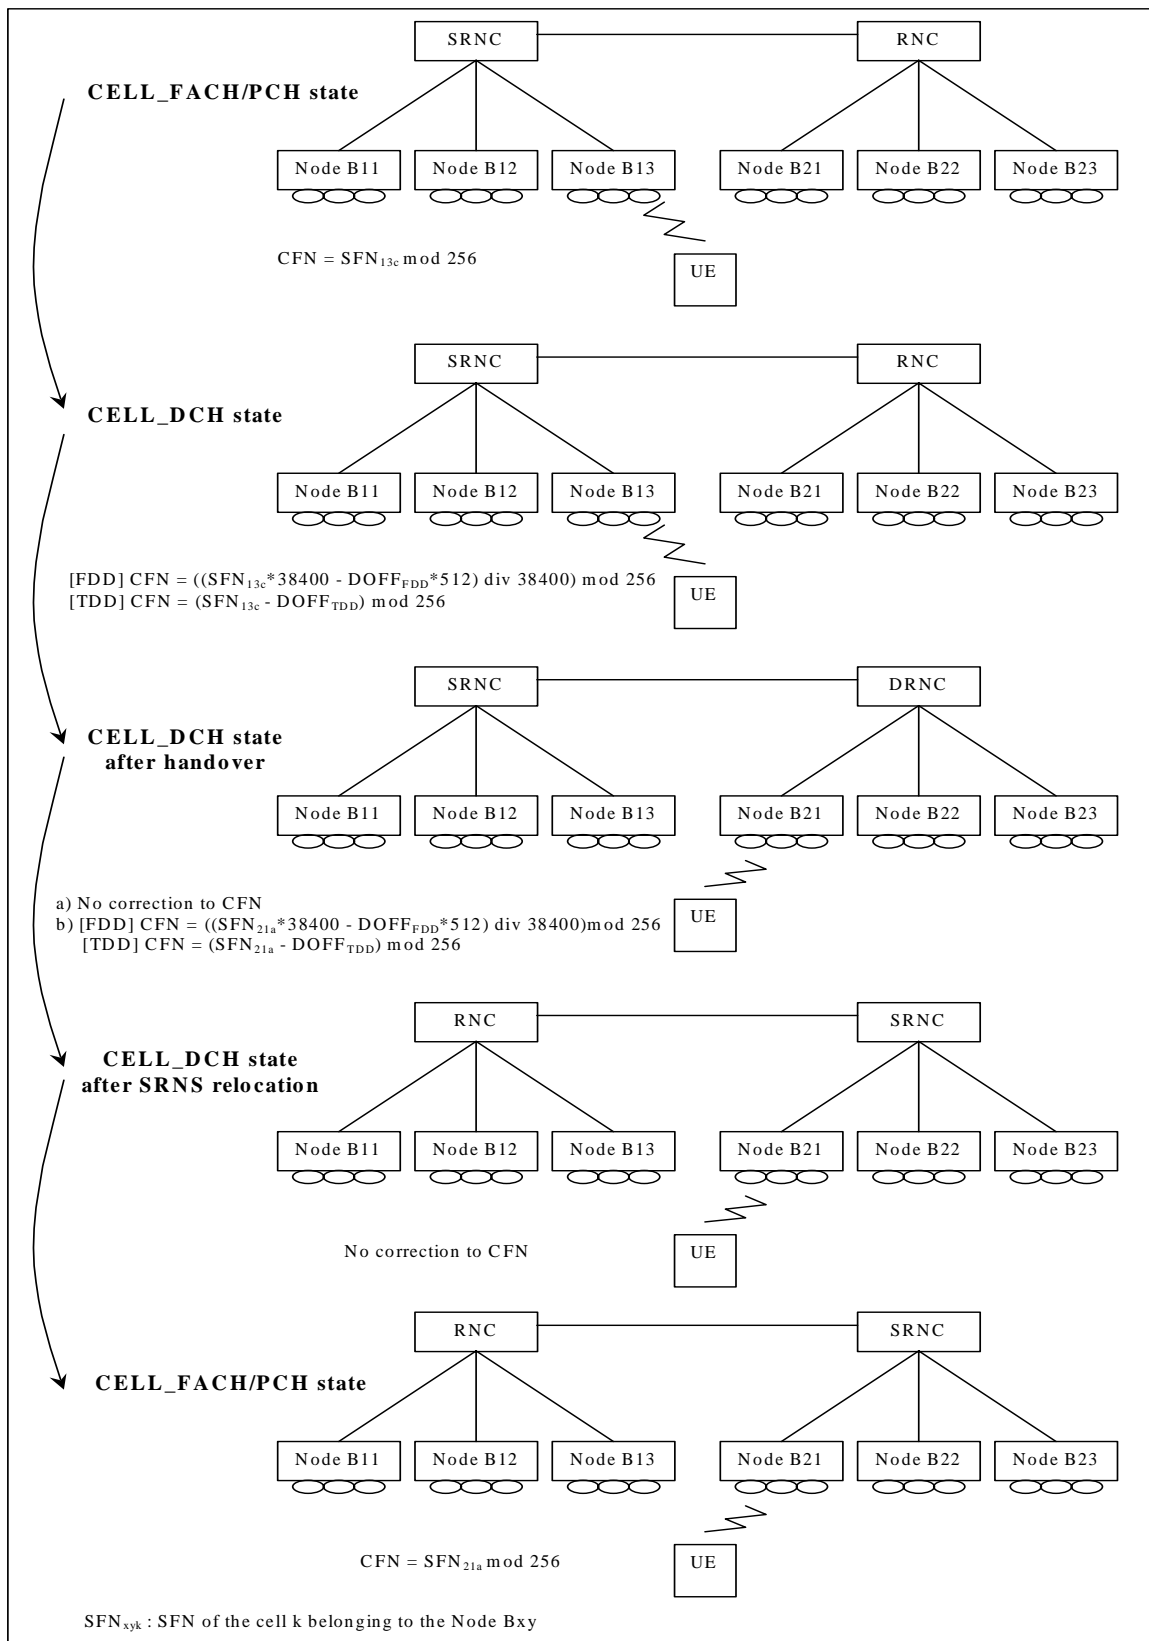 SRNC RNC
CELL_FACH/PCH state
Node B11 Node B12 Node B13 Node B21 Node B22 Node B23
CFN = SFN13c mod 256
UE
SRNC RNC
CELL_DCH state
Node B11 Node B12 Node B13 Node B21 Node B22 Node B23
[FDD] CFN = ((SFN13c*38400 - DOFFFDD*512) div 38400) mod 256
[TDD] CFN = (SFN13c - DOFFTDD) mod 256
UE
SRNC DRNC
CELL_DCH state
after handover
Node B11 Node B12 Node B13 Node B21 Node B22 Node B23
a) No correction to CFN
b) [FDD] CFN = ((SFN21a*38400 - DOFFFDD*512) div 38400)mod 256
[TDD] CFN = (SFN21a - DOFFTDD) mod 256
UE
RNC SRNC
CELL_DCH state
after SRNS relocation
Node B11 Node B12 Node B13 Node B21 Node B22 Node B23
No correction to CFN
UE
RNC SRNC
CELL_FACH/PCH state
Node B11 Node B12 Node B13 Node B21 Node B22 Node B23
CFN = SFN21a mod 256
UE
SFNxyk : SFN of the cell k belonging to the Node Bxy